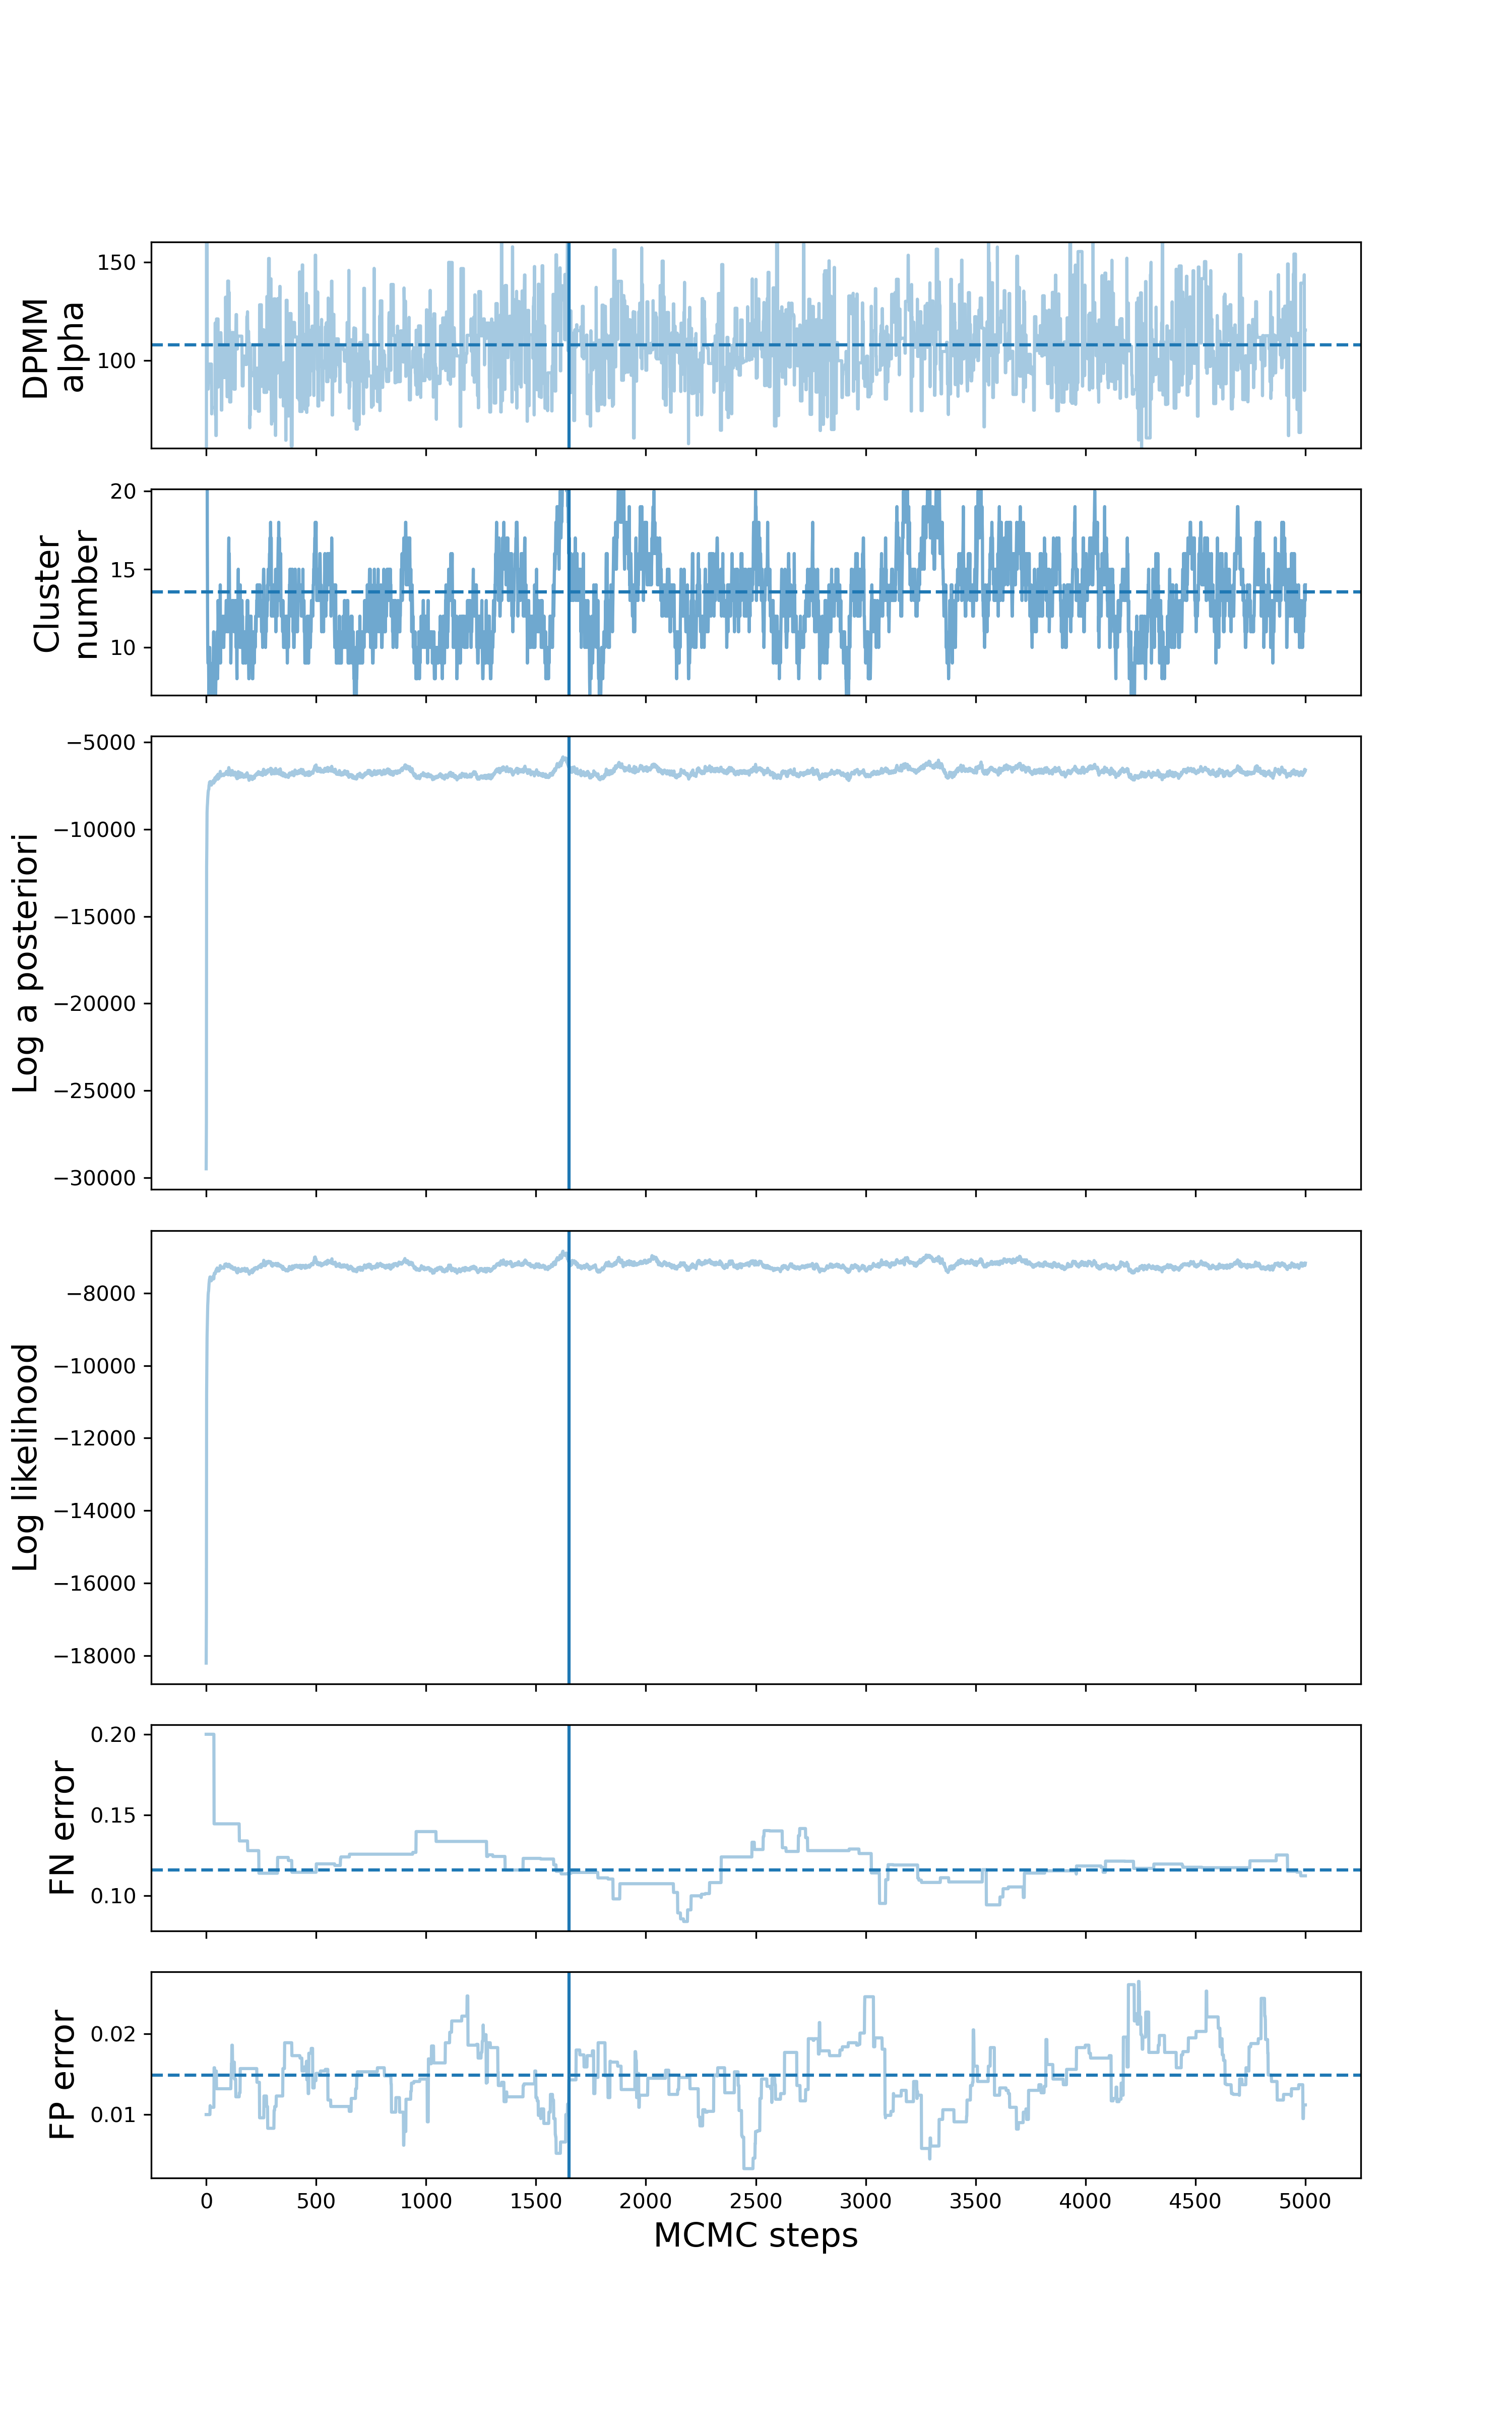 DPMM
alpha
150
100
Cluster
number
20
15
10
Log a posteriori
−5000
−10000
−15000
−20000
−25000
−30000
Log likelihood
−8000
−10000
−12000
−14000
−16000
−18000
FN error
0.20
0.15
0.10
FP error
0.02
0.01
0 500 1000 1500 2000 2500 3000 3500 4000 4500 5000
MCMC steps